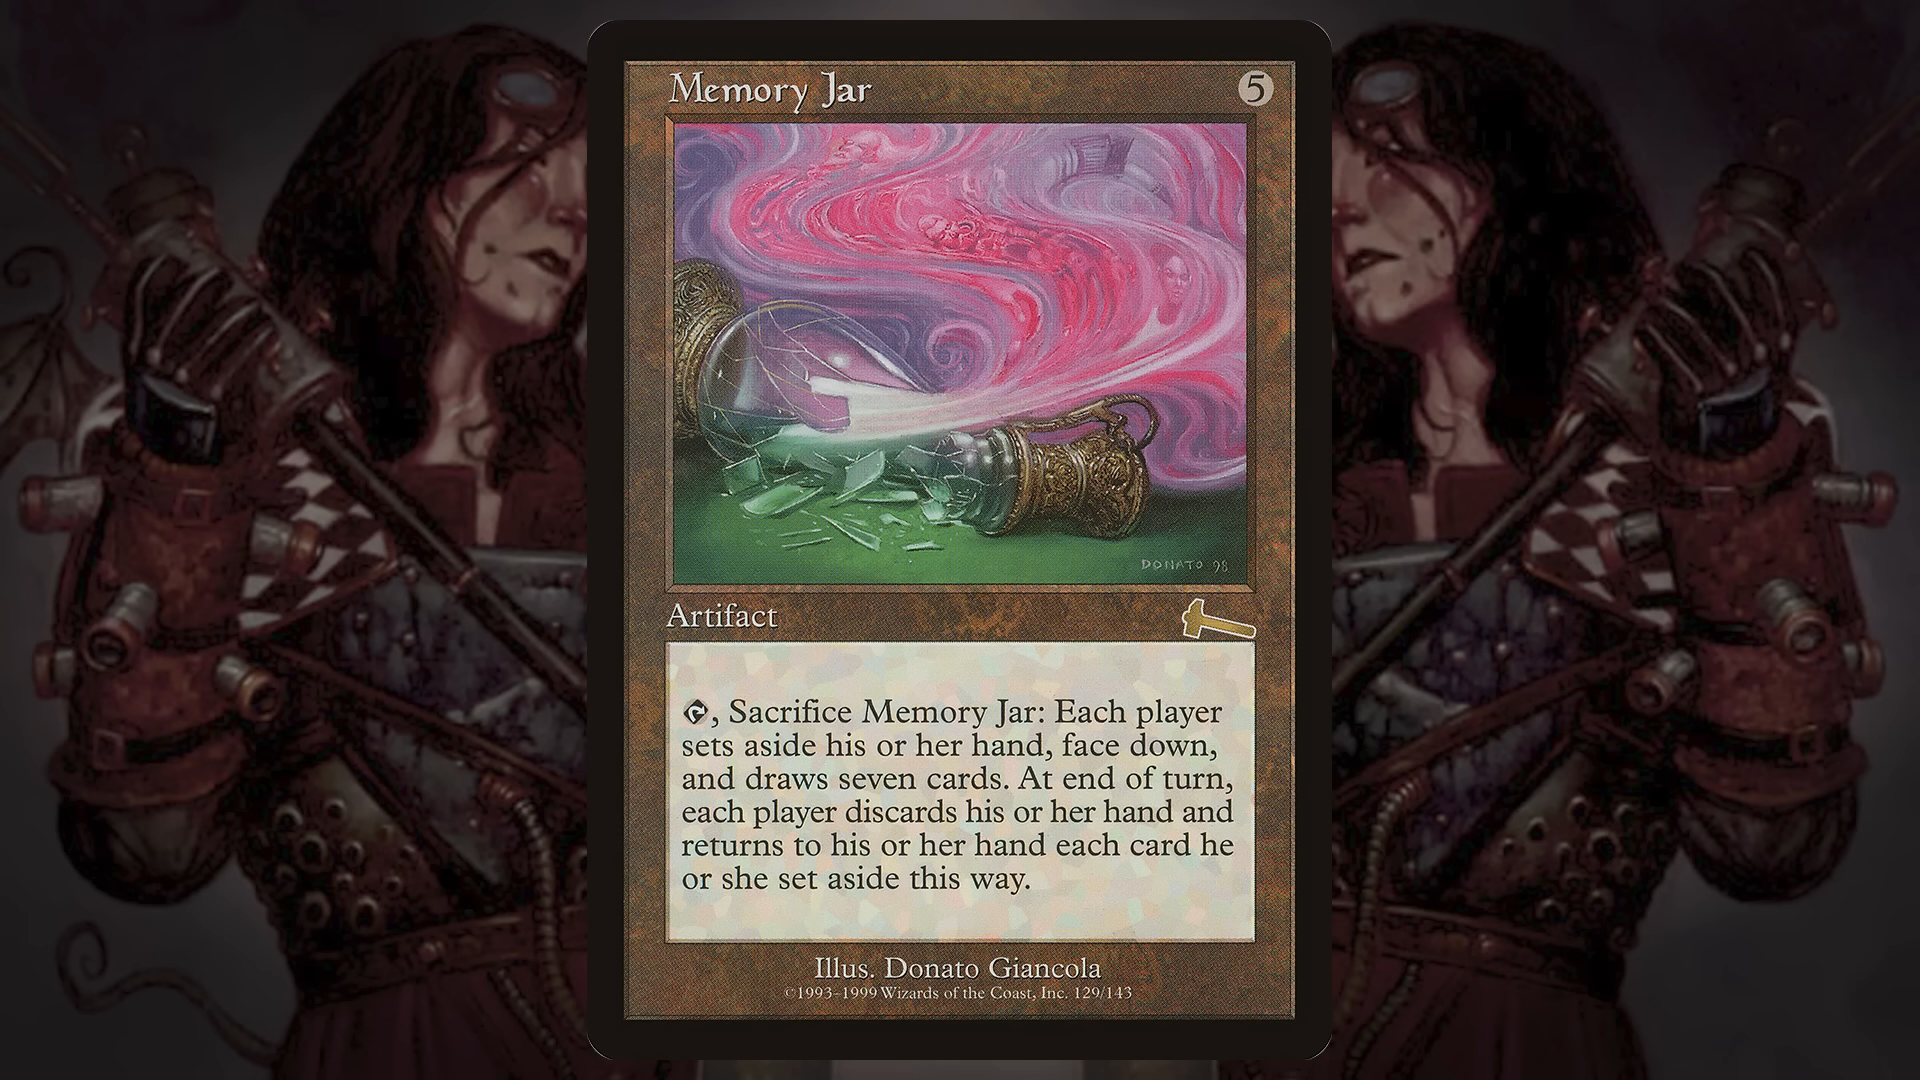 Memory Jar 5
DONATO 98
Artifact
, Sacrifice Memory Jar: Each player
sets aside his or her hand, face down,
and draws seven cards. At end of turn,
each player discards his or her hand and
returns to his or her hand each card he
or she set aside this way.
Illus. Donato Giancola
©1993–1999 Wizards of the Coast, Inc. 129/143